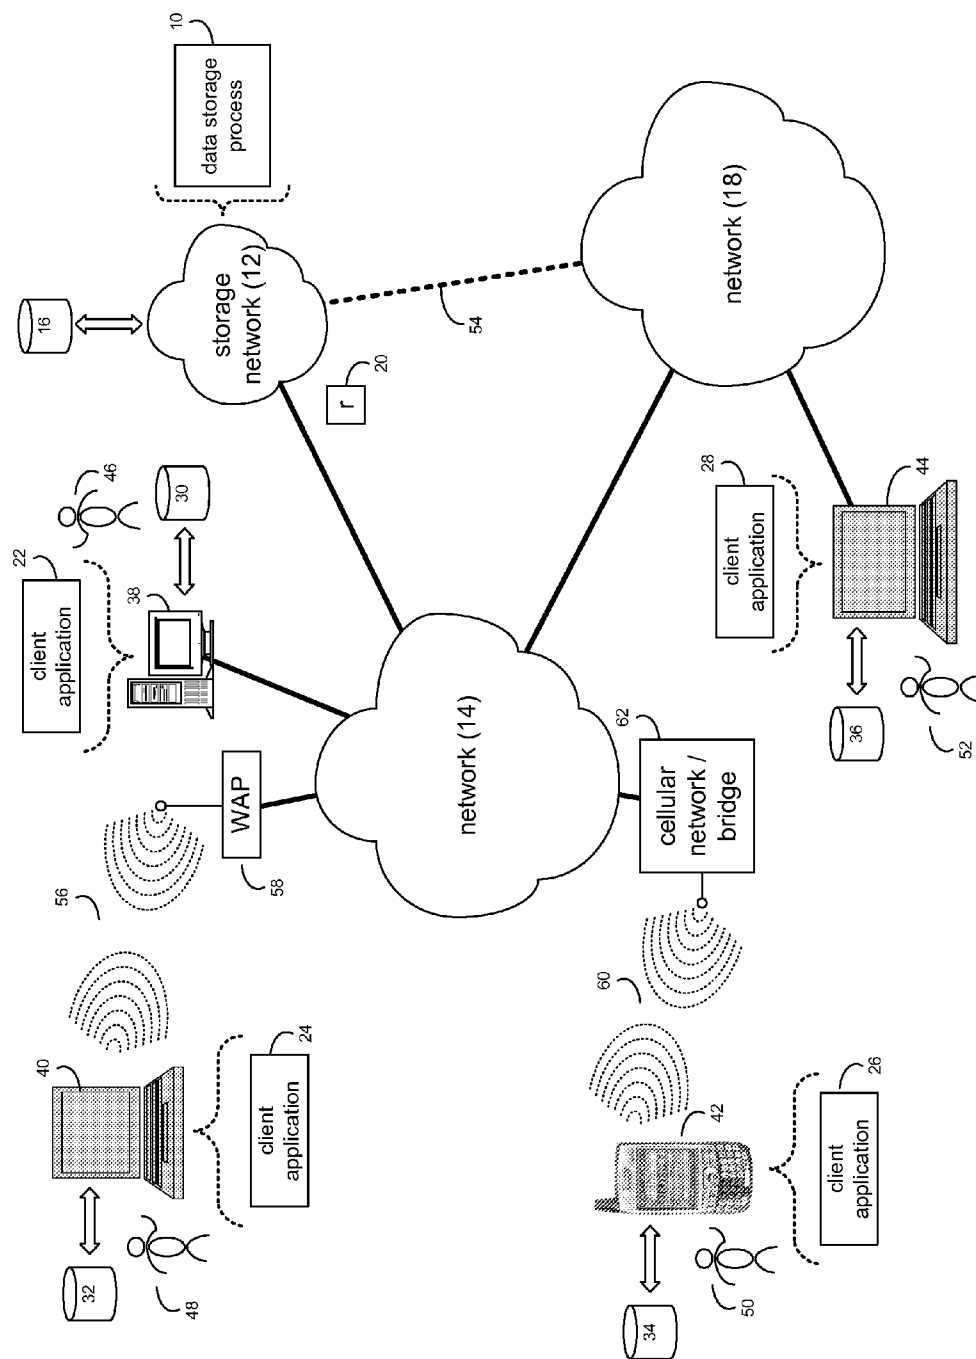 32
48
40
client
application
24
56
WAP
58
client
application
22
38
46
30
16
storage
network (12)
data storage
process
10
r
20
54
network (14)
network (18)
34
50
42
client
application
26
60
cellular
network /
bridge
62
36
52
client
application
28
44